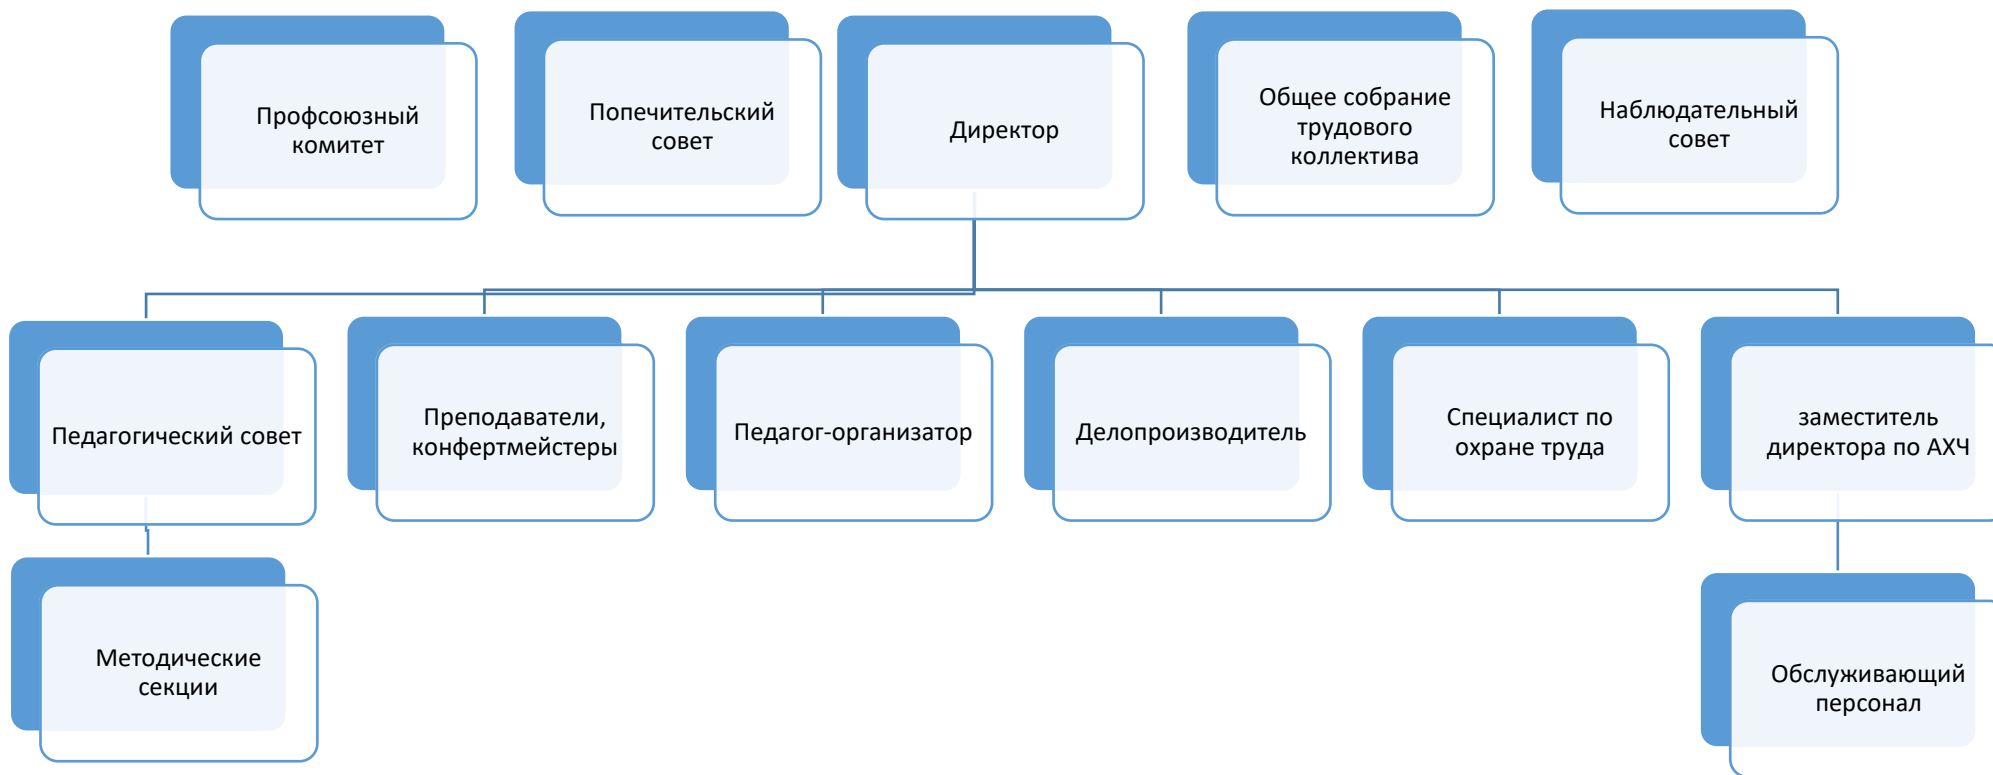 Профсоюзный
комитет
Попечительский
совет
Директор
Общее собрание
трудового
коллектива
Наблюдательный
совет
Педагогический совет
Преподаватели,
конфертмейстеры
Педагог-организатор
Делопроизводитель
Специалист по
охране труда
заместитель
директора по АХЧ
Методические
секции
Обслуживающий
персонал